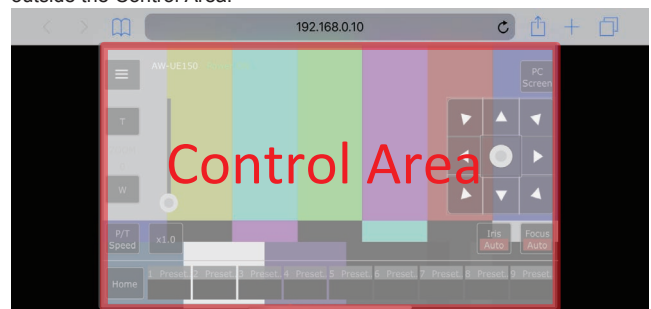 outside the Control Area.
192.168.0.10
AW-UE150
PC
Screen
T
Control Area
W
P/T
Speed
x1.0
Iris
Auto
Focus
Auto
Home
1 Preset. 2 Preset. 3 Preset. 4 Preset. 5 Preset. 6 Preset. 7 Preset. 8 Preset. 9 Preset.